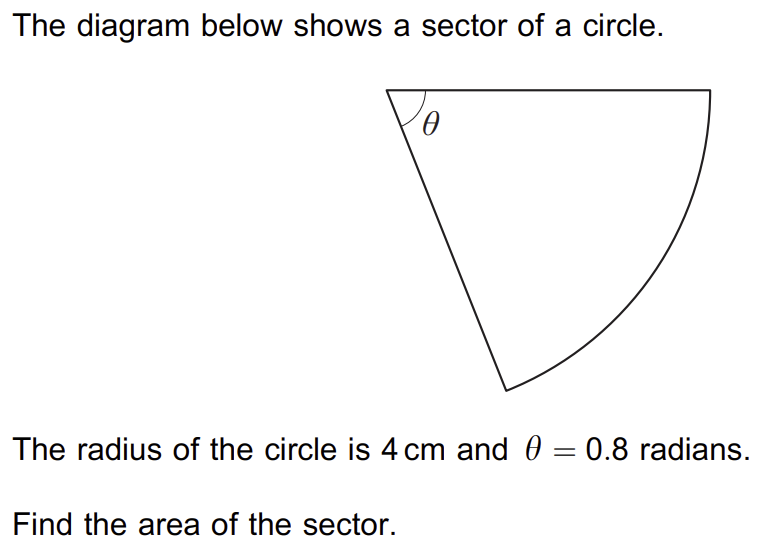 The diagram below shows a sector of a circle.
θ
The radius of the circle is 4 cm and θ = 0.8 radians.
Find the area of the sector.